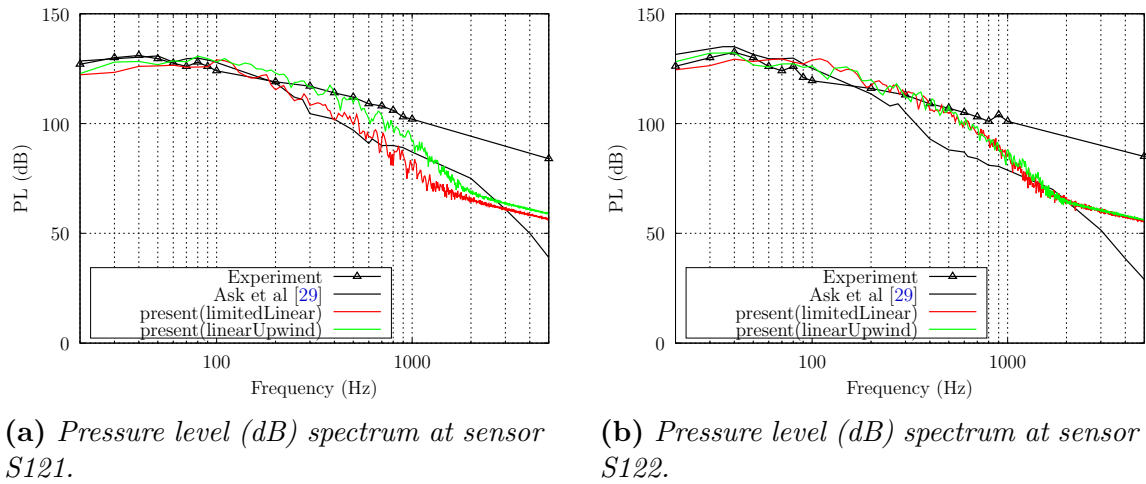 150
100
50
0
PL (dB)
100
1000
Frequency (Hz)
Experiment
Ask et al [29]
present(limitedLinear)
present(linearUpwind)
(a) Pressure level (dB) spectrum at sensor
S121.
150
100
50
0
PL (dB)
100
1000
Frequency (Hz)
Experiment
Ask et al [29]
present(limitedLinear)
present(linearUpwind)
(b) Pressure level (dB) spectrum at sensor
S122.